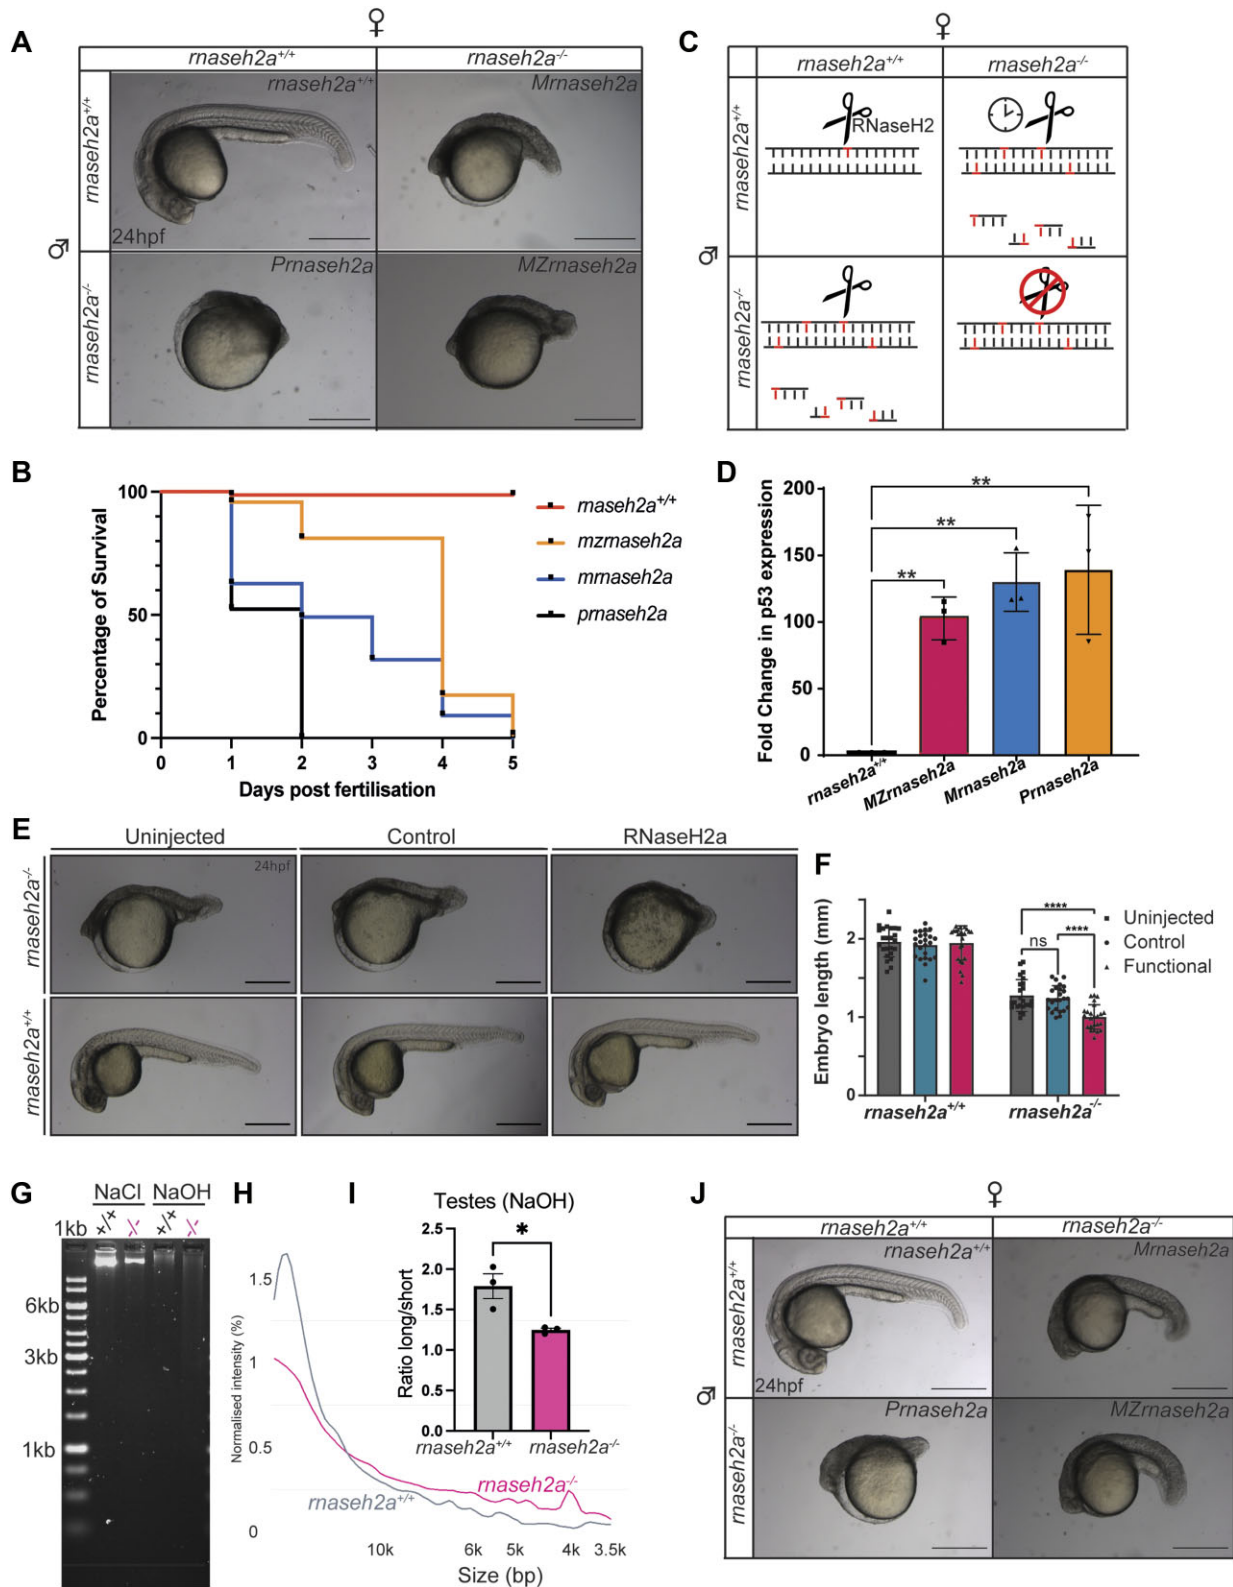 A
♀
rnaseh2a+/+
rnaseh2a-/-
♂
rnaseh2a+/+
rnaseh2a-/-
rnaseh2a+/+
Mrnaseh2a
24hpf
Prnaseh2a
MZrnaseh2a
C
♀
rnaseh2a+/+
rnaseh2a-/-
♂
rnaseh2a+/+
rnaseh2a-/-
RNaseH2
B
Percentage of Survival
100
50
0
0 1 2 3 4 5
Days post fertilisation
rnaseh2a+/+
mzrnaseh2a
mrnaseh2a
prnaseh2a
D
Fold Change in p53 expression
200
150
100
50
0
**
**
**
rnaseh2a+/+
MZrnaseh2a
Mrnaseh2a
Prnaseh2a
E
Uninjected
Control
RNaseH2a
rnaseh2a-/-
24hpf
rnaseh2a+/+
F
Embryo length (mm)
2
1
0
****
ns
****
Uninjected
Control
Functional
rnaseh2a+/+
rnaseh2a-/-
G
NaCl
NaOH
1kb
+/+
-/-
+/+
-/-
6kb
3kb
1kb
H
Normalised intensity (%)
1.5
1
0.5
0
rnaseh2a+/+
rnaseh2a-/-
10k 6k 5k 4k 3.5k
Size (bp)
I
Testes (NaOH)
Ratio long/short
2.5
2.0
1.5
1.0
0.5
0.0
*
rnaseh2a+/+
rnaseh2a-/-
J
♀
rnaseh2a+/+
rnaseh2a-/-
♂
rnaseh2a+/+
rnaseh2a-/-
rnaseh2a+/+
Mrnaseh2a
24hpf
Prnaseh2a
MZrnaseh2a